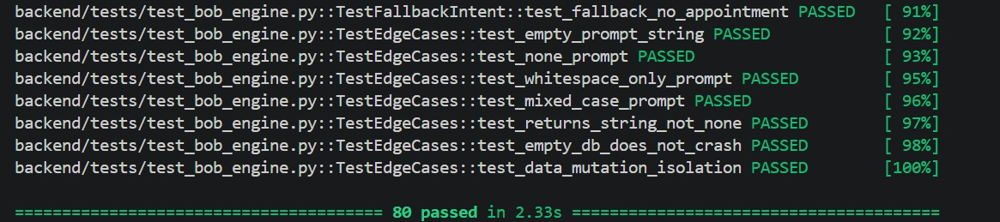 backend/tests/test_bob_engine.py::TestFallbackIntent::test_fallback_no_appointment PASSED [ 91%]
backend/tests/test_bob_engine.py::TestEdgeCases::test_empty_prompt_string PASSED [ 92%]
backend/tests/test_bob_engine.py::TestEdgeCases::test_none_prompt PASSED [ 93%]
backend/tests/test_bob_engine.py::TestEdgeCases::test_whitespace_only_prompt PASSED [ 95%]
backend/tests/test_bob_engine.py::TestEdgeCases::test_mixed_case_prompt PASSED [ 96%]
backend/tests/test_bob_engine.py::TestEdgeCases::test_returns_string_not_none PASSED [ 97%]
backend/tests/test_bob_engine.py::TestEdgeCases::test_empty_db_does_not_crash PASSED [ 98%]
backend/tests/test_bob_engine.py::TestEdgeCases::test_data_mutation_isolation PASSED [100%]
======================================= 80 passed in 2.33s =======================================